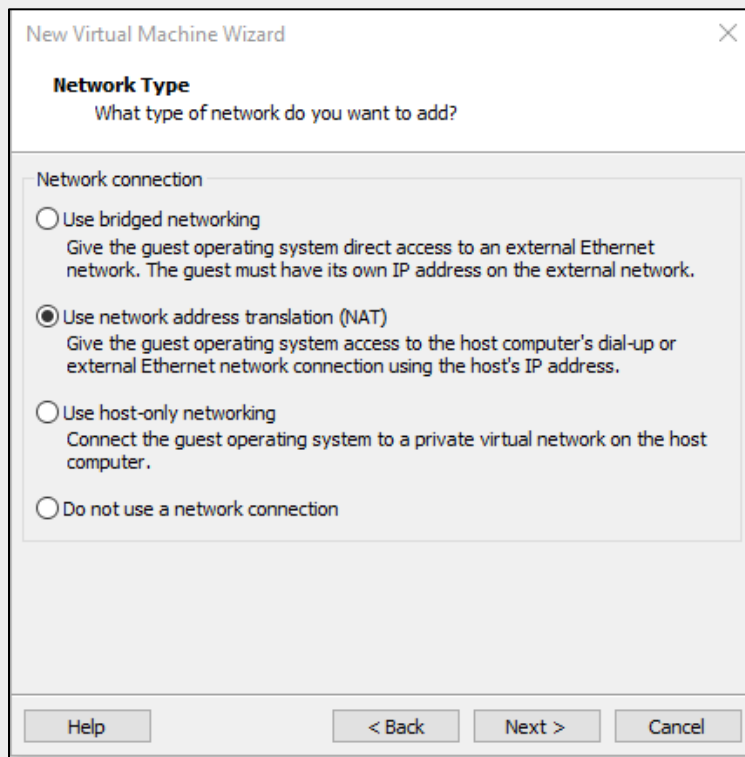 New Virtual Machine Wizard
Network Type
What type of network do you want to add?
Network connection
Use bridged networking
Give the guest operating system direct access to an external Ethernet
network. The guest must have its own IP address on the external network.
Use network address translation (NAT)
Give the guest operating system access to the host computer's dial-up or
external Ethernet network connection using the host's IP address.
Use host-only networking
Connect the guest operating system to a private virtual network on the host
computer.
Do not use a network connection
Help
< Back
Next >
Cancel